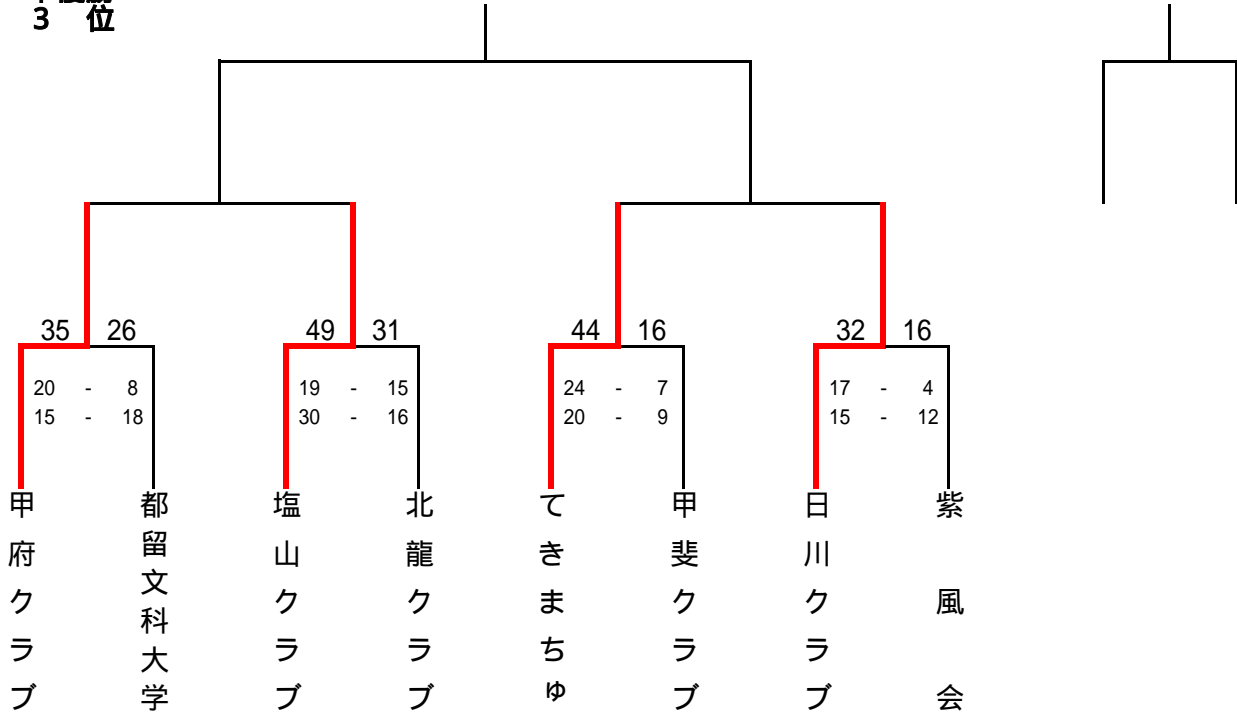 3 位
35 26
49 31
44 16
32 16
20 - 8
15 - 18
19 - 15
30 - 16
24 - 7
20 - 9
17 - 4
15 - 12
甲府クラブ
都留文科大学
塩山クラブ
北龍クラブ
てきまちゅ
甲斐クラブ
日川クラブ
紫風会